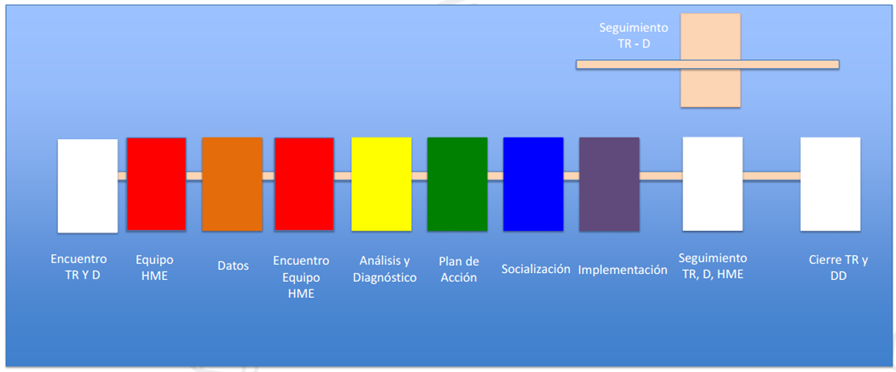 Seguimiento
TR - D
Encuentro
TR Y D
Equipo
HME
Datos
Encuentro
Equipo
HME
Análisis y
Diagnóstico
Plan de
Acción
Socialización
Implementación
Seguimiento
TR, D, HME
Cierre TR y
DD